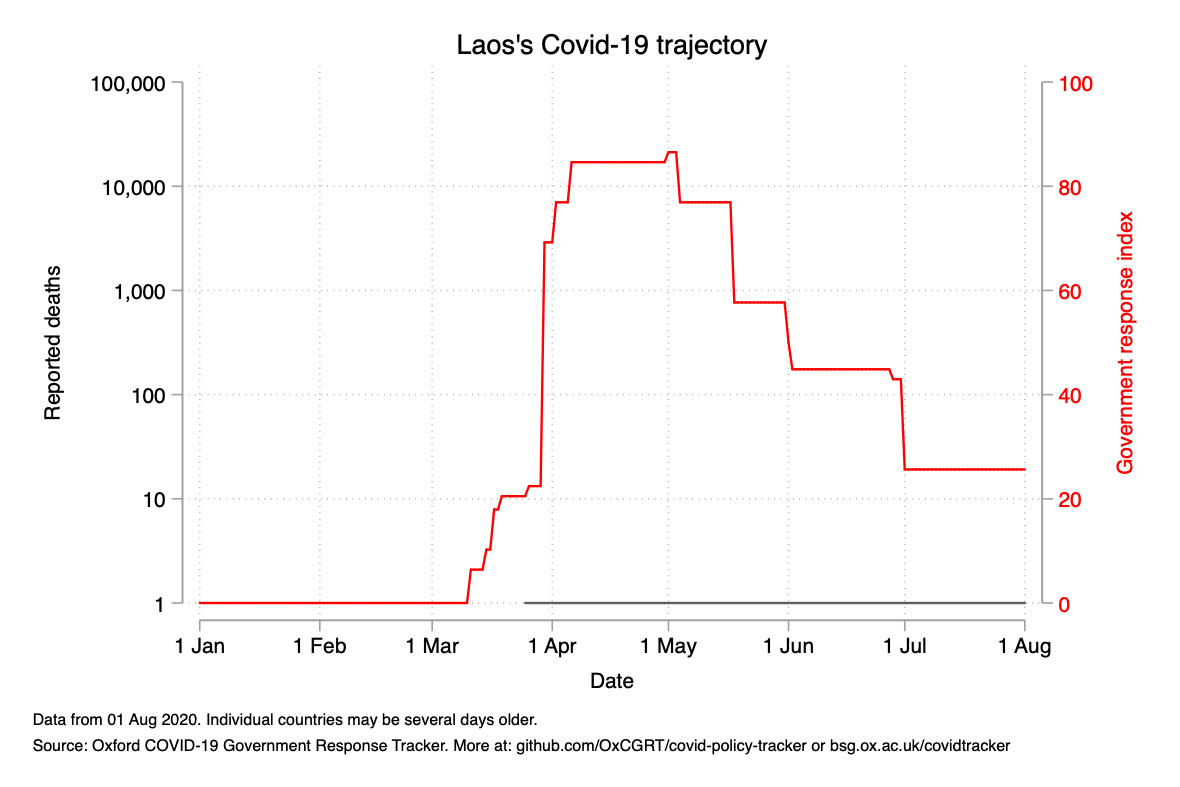 Laos's Covid-19 trajectory
100,000
10,000
1,000
100
10
1
Reported deaths
100
80
60
40
20
0
Government response index
1 Jan 1 Feb 1 Mar 1 Apr 1 May 1 Jun 1 Jul 1 Aug
Date
Data from 01 Aug 2020. Individual countries may be several days older.
Source: Oxford COVID-19 Government Response Tracker. More at: github.com/OxCGRT/covid-policy-tracker or bsg.ox.ac.uk/covidtracker